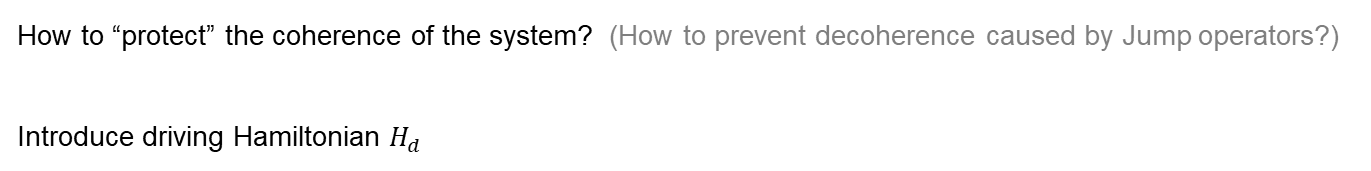 How to “protect” the coherence of the system? (How to prevent decoherence caused by Jump operators?)
Introduce driving Hamiltonian H_d